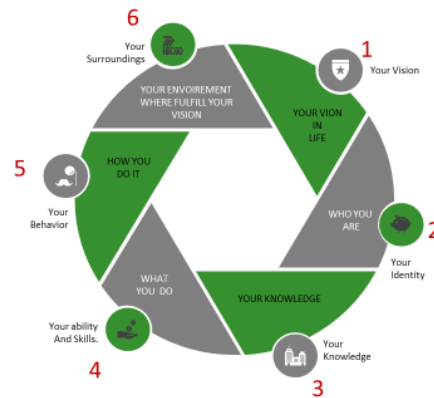 6
Your
Surroundings
1
Your Vision
YOUR ENVOIREMENT
WHERE FULFILL YOUR
VISION
YOUR VION
IN
LIFE
5
HOW YOU
DO IT
Your
Behavior
WHO YOU
ARE
2
Your
Identity
WHAT
YOU DO
YOUR KNOWLEDGE
Your ability
And Skills.
4
Your
Knowledge
3